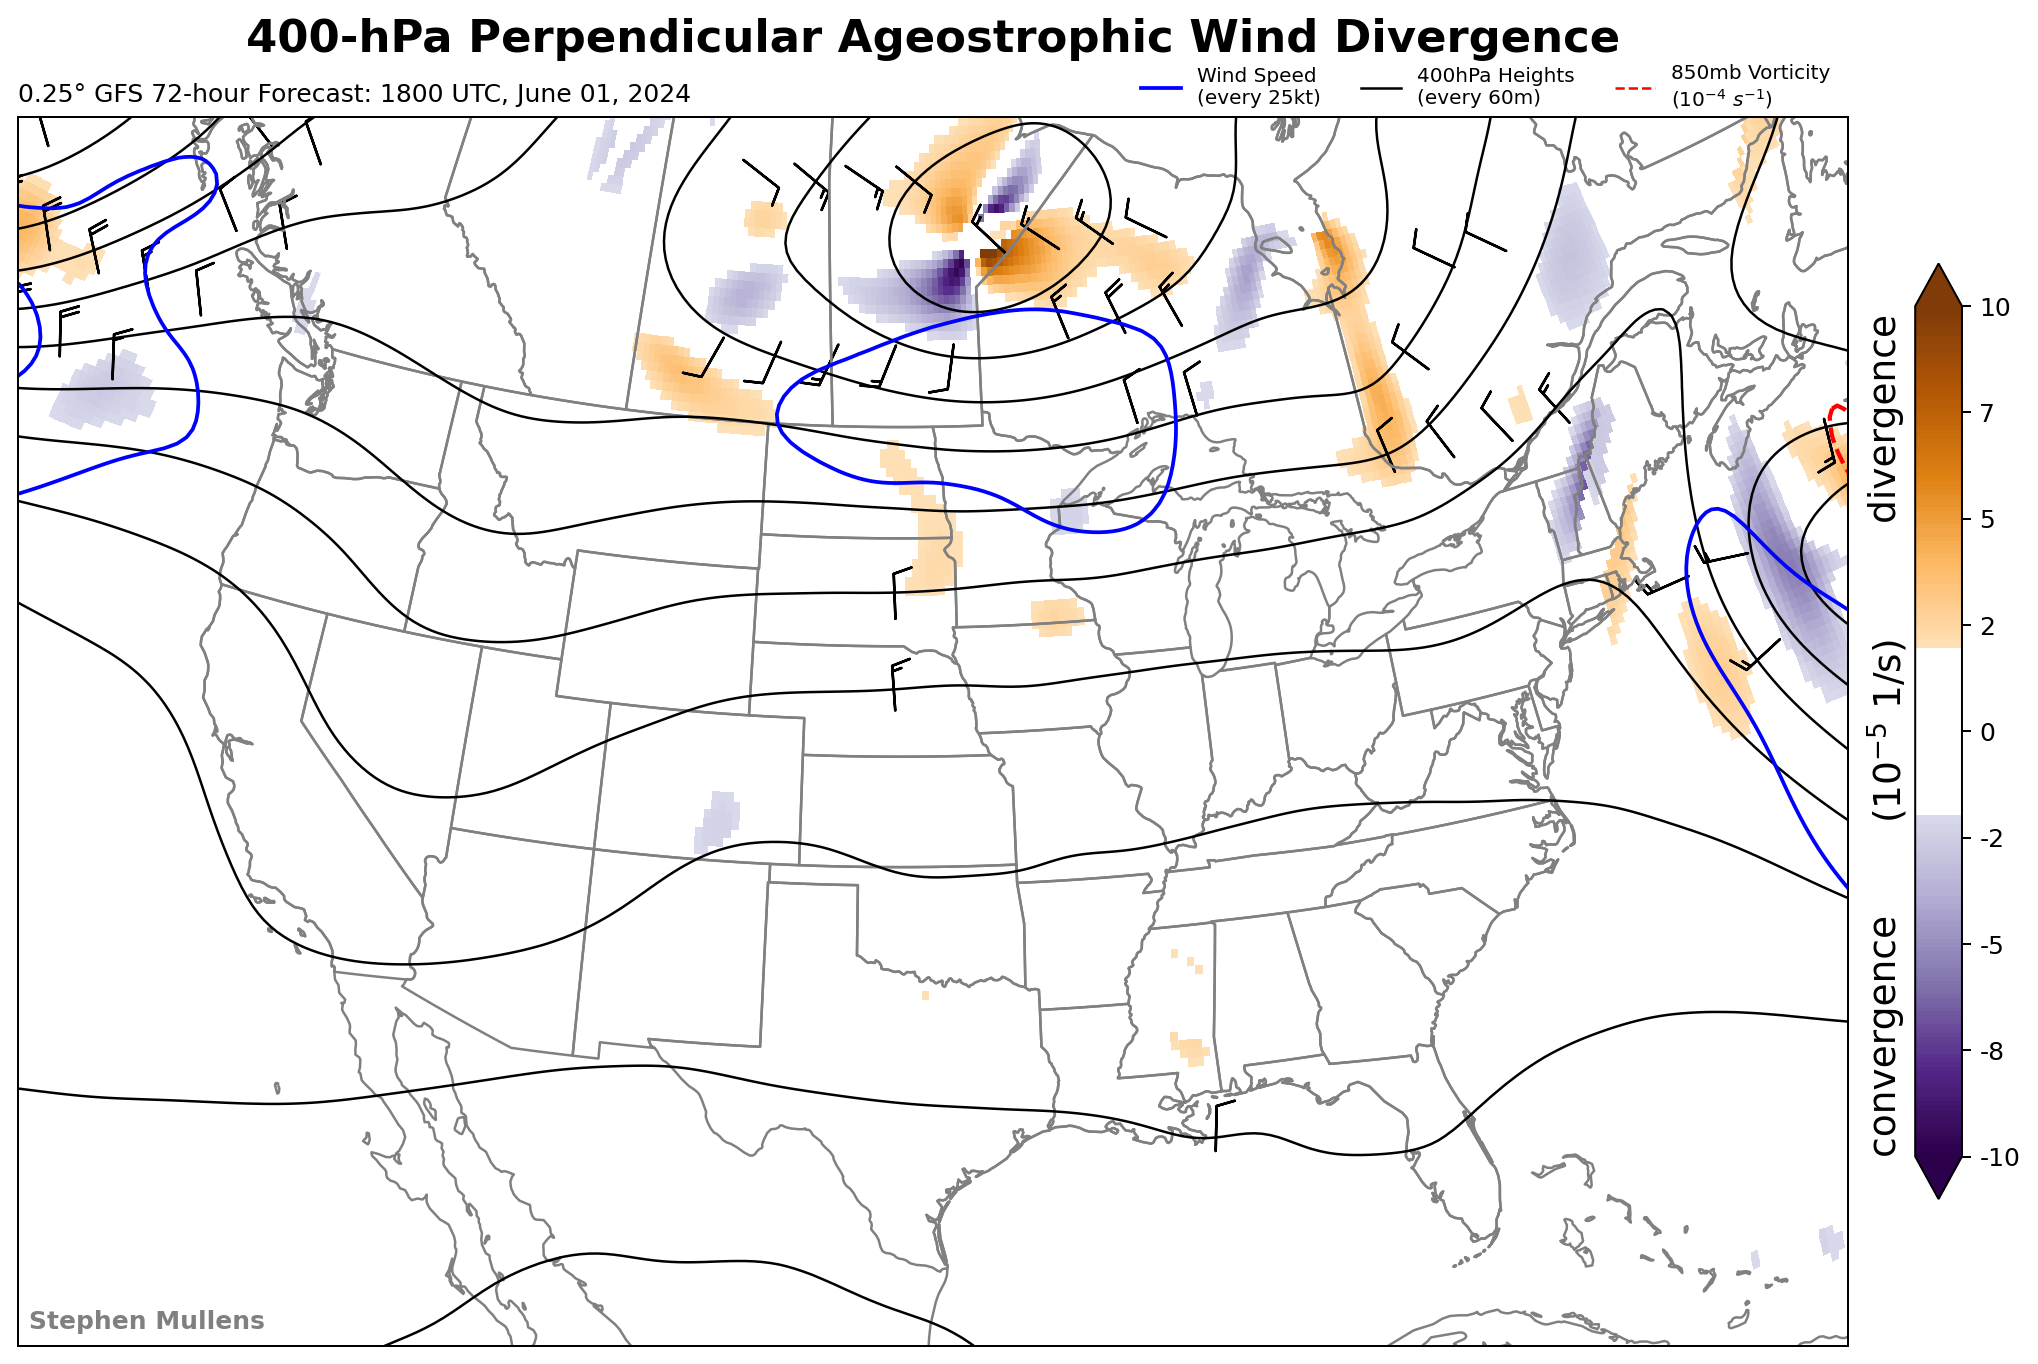 400-hPa Perpendicular Ageostrophic Wind Divergence
0.25° GFS 72-hour Forecast: 1800 UTC, June 01, 2024
Wind Speed
(every 25kt)
400hPa Heights
(every 60m)
850mb Vorticity
(10⁻⁴ s⁻¹)
10
7
5
2
0
-2
-5
-8
-10
convergence (10⁻⁵ 1/s) divergence
Stephen Mullens